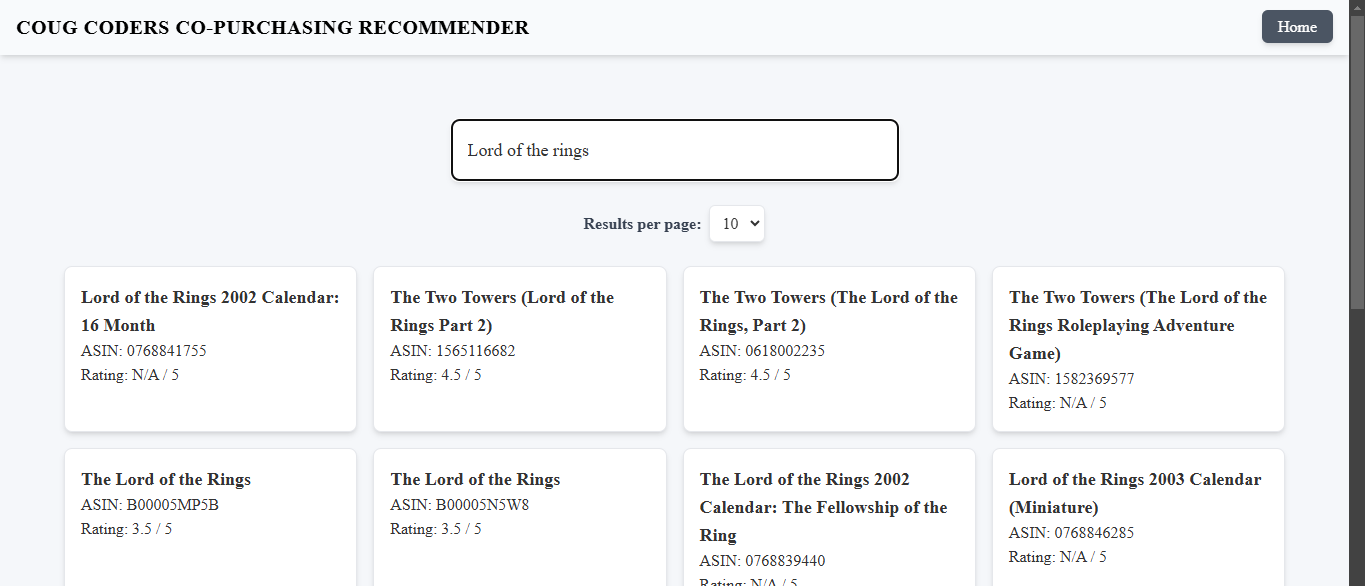 COUG CODERS CO-PURCHASING RECOMMENDER
Home
Lord of the rings
Results per page:
10
Lord of the Rings 2002 Calendar:
16 Month
ASIN: 0768841755
Rating: N/A / 5
The Two Towers (Lord of the
Rings Part 2)
ASIN: 1565116682
Rating: 4.5 / 5
The Two Towers (The Lord of the
Rings, Part 2)
ASIN: 0618002235
Rating: 4.5 / 5
The Two Towers (The Lord of the
Rings Roleplaying Adventure
Game)
ASIN: 1582369577
Rating: N/A / 5
The Lord of the Rings
ASIN: B00005MP5B
Rating: 3.5 / 5
The Lord of the Rings
ASIN: B00005N5W8
Rating: 3.5 / 5
The Lord of the Rings 2002
Calendar: The Fellowship of the
Ring
ASIN: 0768839440
Rating: N/A / 5
Lord of the Rings 2003 Calendar
(Miniature)
ASIN: 0768846285
Rating: N/A / 5